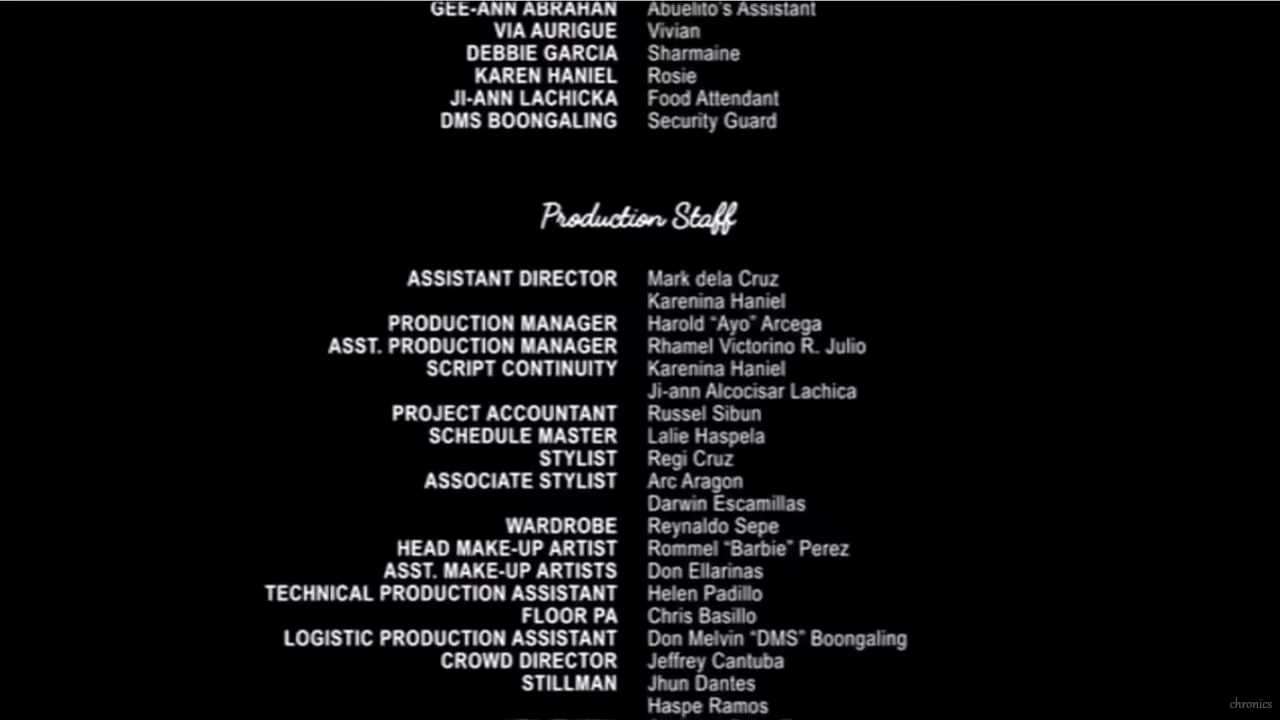 GEE-ANN ABRAHAN Abuelito's Assistant
VIA AURIGUE Vivian
DEBBIE GARCIA Sharmaine
KAREN HANIEL Rosie
JI-ANN LACHICKA Food Attendant
DMS BOONGALING Security Guard
Production Staff
ASSISTANT DIRECTOR Mark dela Cruz
Karenina Haniel
PRODUCTION MANAGER Harold “Ayo” Arcega
ASST. PRODUCTION MANAGER Rhamel Victorino R. Julio
SCRIPT CONTINUITY Karenina Haniel
Ji-ann Alcocisar Lachica
PROJECT ACCOUNTANT Russel Sibun
SCHEDULE MASTER Lalie Haspela
STYLIST Regi Cruz
ASSOCIATE STYLIST Arc Aragon
Darwin Escamillas
WARDROBE Reynaldo Sepe
HEAD MAKE-UP ARTIST Rommel “Barbie” Perez
ASST. MAKE-UP ARTISTS Don Ellarinas
TECHNICAL PRODUCTION ASSISTANT Helen Padillo
FLOOR PA Chris Basillo
LOGISTIC PRODUCTION ASSISTANT Don Melvin “DMS” Boongaling
CROWD DIRECTOR Jeffrey Cantuba
STILLMAN Jhun Dantes
Haspe Ramos
chronics